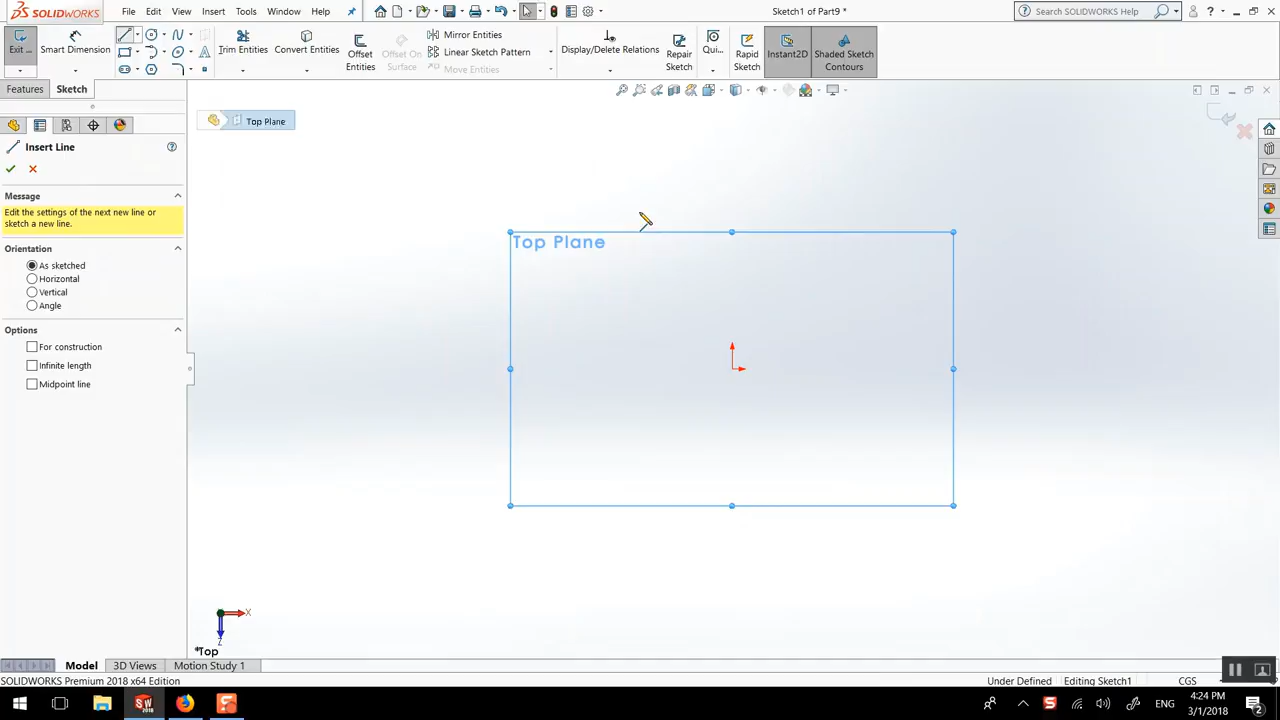 SOLIDWORKS File Edit View Insert Tools Window Help Sketch1 of Part9 * Search SOLIDWORKS Help ?
Exit ... Smart Dimension Trim Entities Convert Entities Offset Entities Offset On Surface Mirror Entities Linear Sketch Pattern Move Entities Display/Delete Relations Repair Sketch Qui... Rapid Sketch Instant2D Shaded Sketch Contours
Features Sketch
Top Plane
Insert Line
Message
Edit the settings of the next new line or
sketch a new line.
Orientation
As sketched
Horizontal
Vertical
Angle
Options
For construction
Infinite length
Midpoint line
Top Plane
X
Z
*Top
Model 3D Views Motion Study 1
SOLIDWORKS Premium 2018 x64 Edition Under Defined Editing Sketch1 CGS
SW 2018 S ENG 4:24 PM
3/1/2018 2